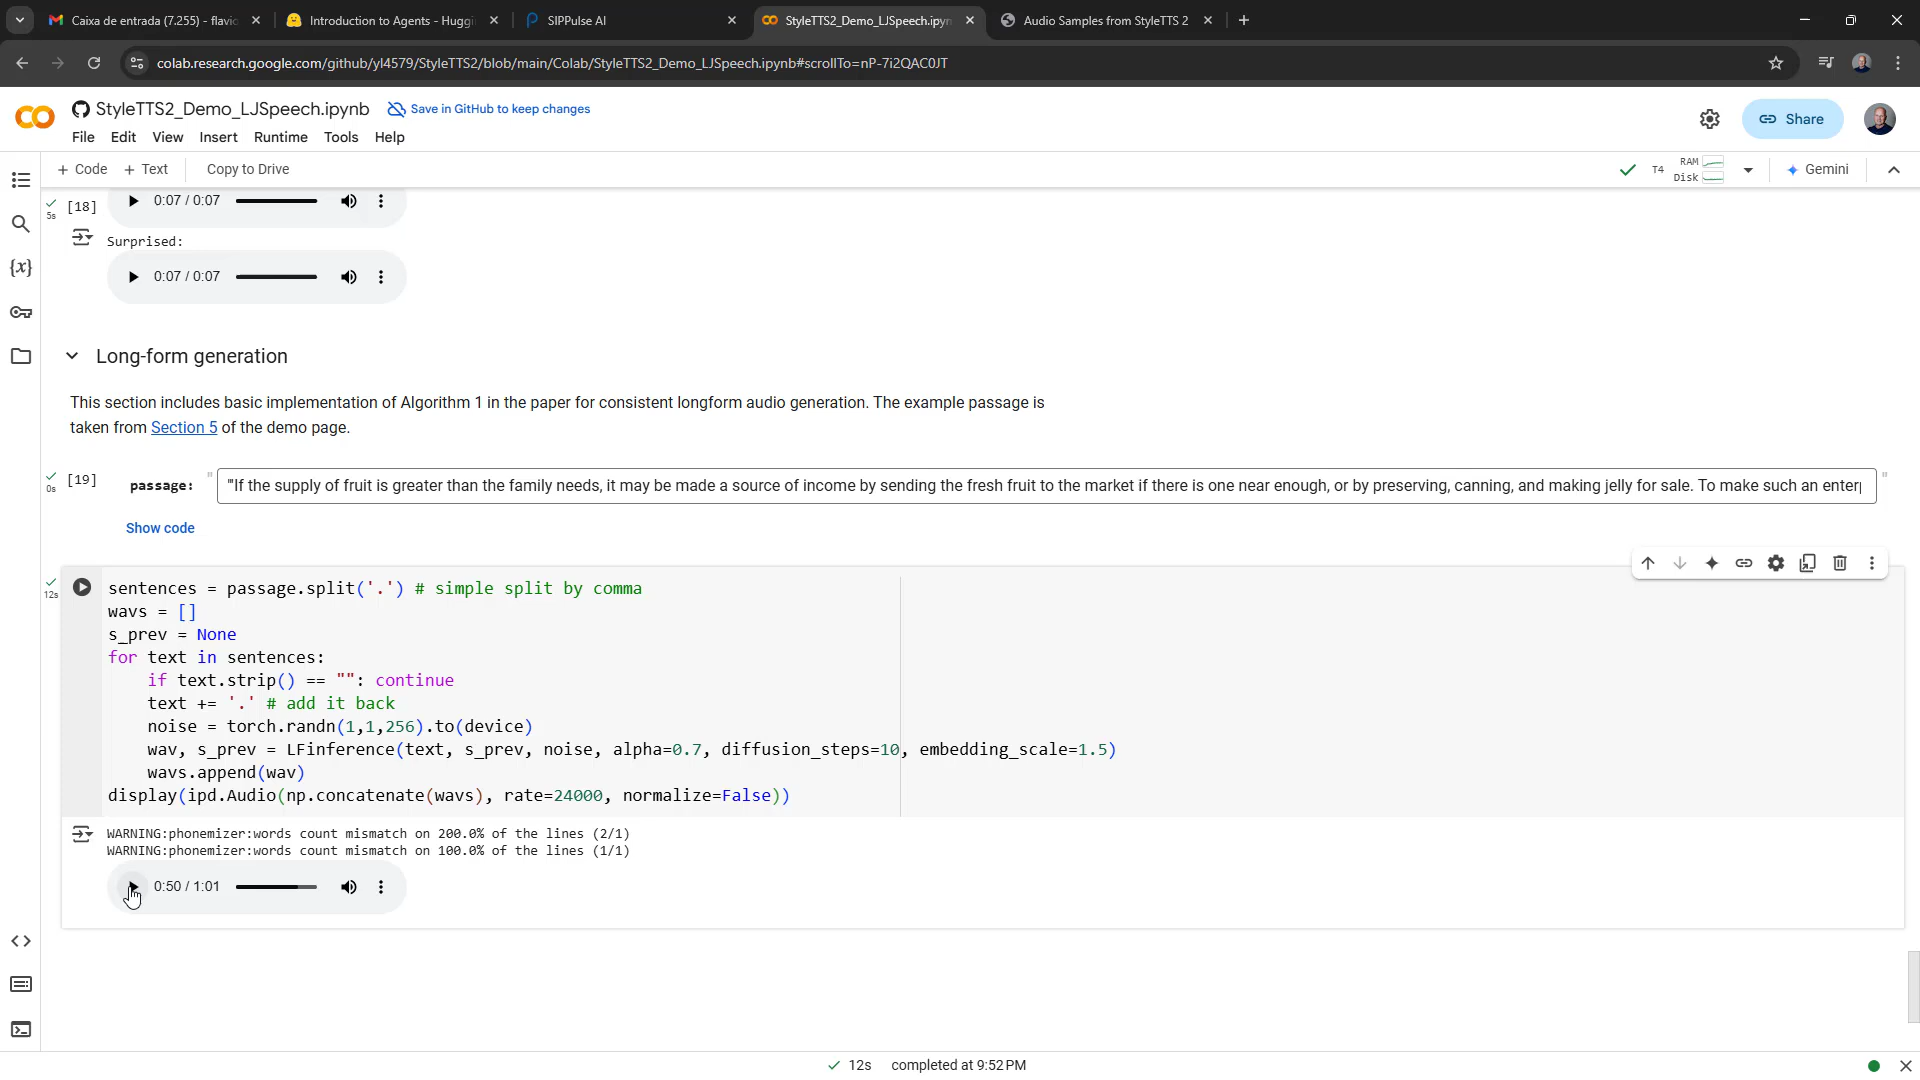 Caixa de entrada (7.255) - flavio
Introduction to Agents - Huggi
SIPPulse AI
StyleTTS2_Demo_LJSpeech.ipyn
Audio Samples from StyleTTS 2
colab.research.google.com/github/yl4579/StyleTTS2/blob/main/Colab/StyleTTS2_Demo_LJSpeech.ipynb#scrollTo=nP-7i2QAC0JT
StyleTTS2_Demo_LJSpeech.ipynb
Save in GitHub to keep changes
Share
File Edit View Insert Runtime Tools Help
+ Code + Text Copy to Drive
T4 RAM Disk
Gemini
5s [18] 0:07 / 0:07
Surprised:
0:07 / 0:07
Long-form generation
This section includes basic implementation of Algorithm 1 in the paper for consistent longform audio generation. The example passage is
taken from Section 5 of the demo page.
0s [19] passage: " '''If the supply of fruit is greater than the family needs, it may be made a source of income by sending the fresh fruit to the market if there is one near enough, or by preserving, canning, and making jelly for sale. To make such an enterp "
Show code
12s
sentences = passage.split('.') # simple split by comma
wavs = []
s_prev = None
for text in sentences:
    if text.strip() == "": continue
    text += '.' # add it back
    noise = torch.randn(1,1,256).to(device)
    wav, s_prev = LFinference(text, s_prev, noise, alpha=0.7, diffusion_steps=10, embedding_scale=1.5)
    wavs.append(wav)
display(ipd.Audio(np.concatenate(wavs), rate=24000, normalize=False))
WARNING:phonemizer:words count mismatch on 200.0% of the lines (2/1)
WARNING:phonemizer:words count mismatch on 100.0% of the lines (1/1)
0:50 / 1:01
12s completed at 9:52 PM